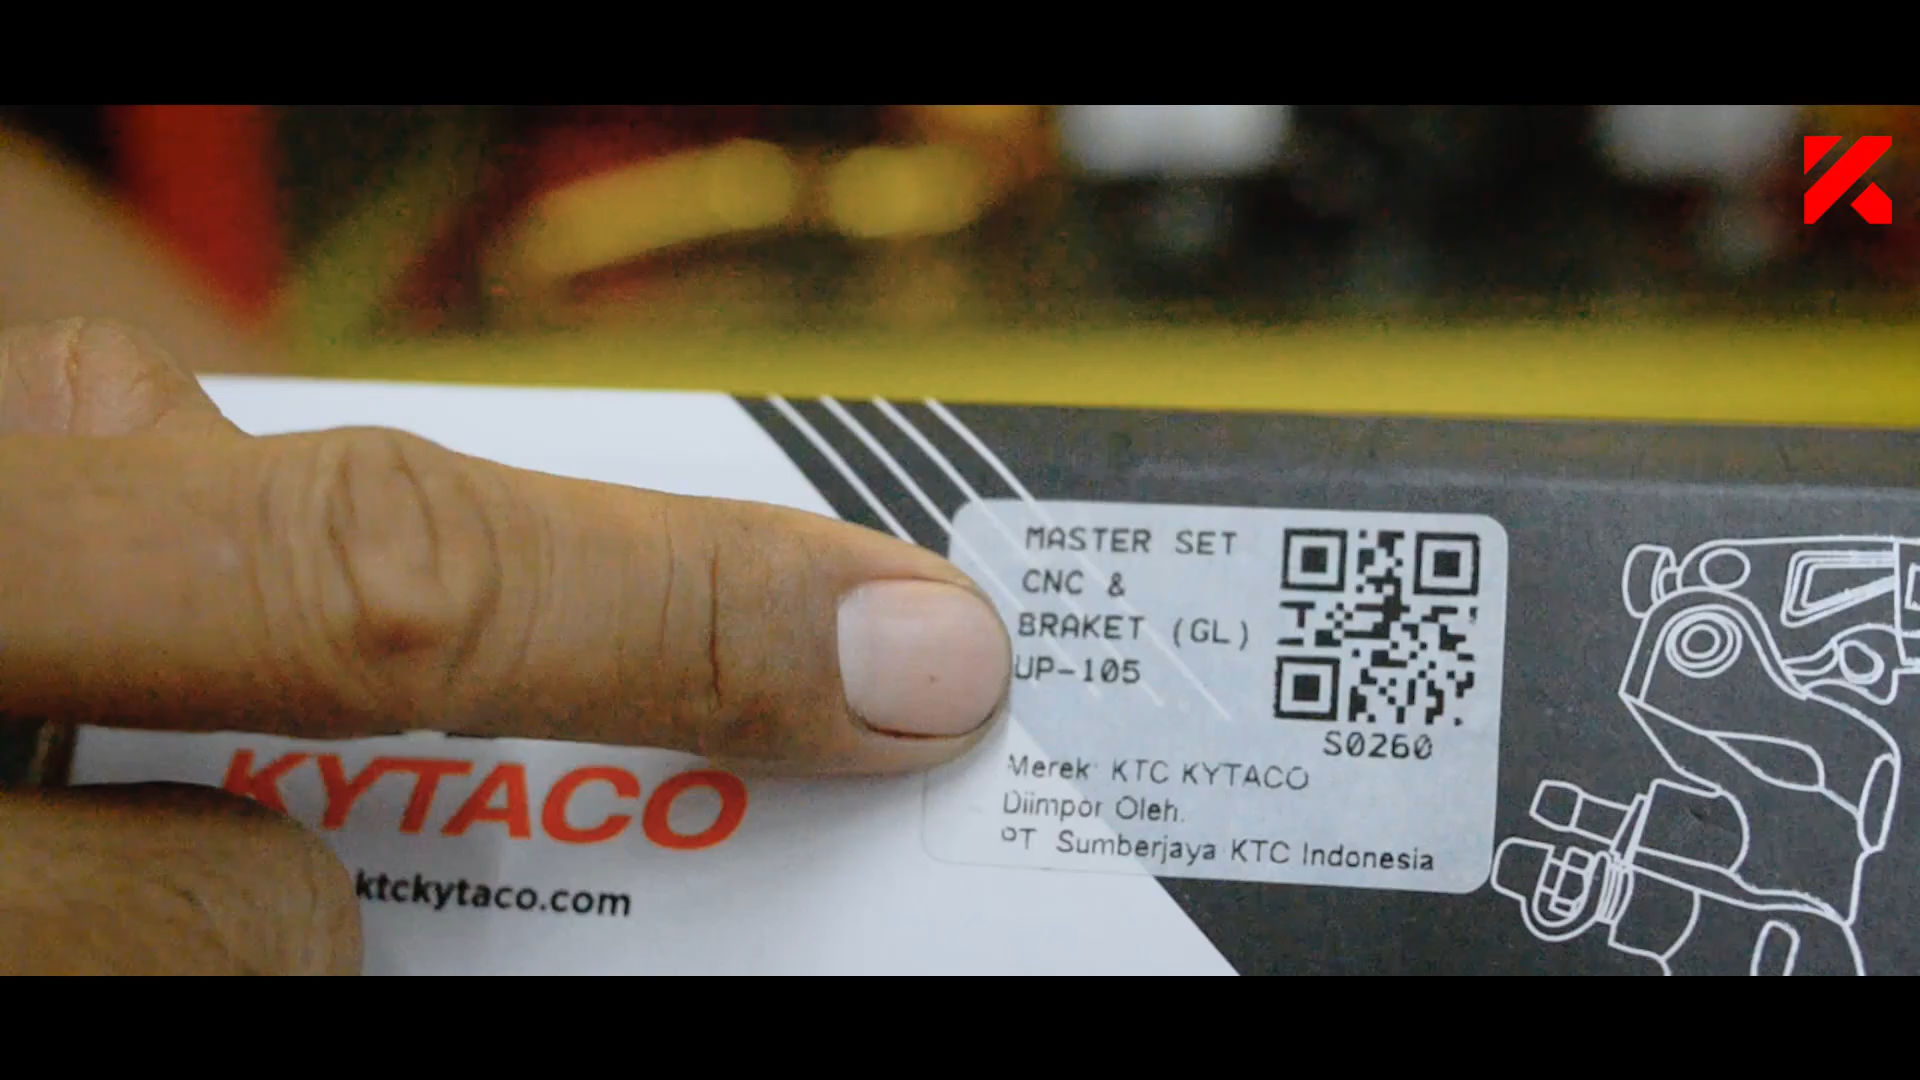 MASTER SET
CNC &
BRAKET (GL)
UP-105
S0260
Merek: KTC KYTACO
Diimpor Oleh.
PT Sumberjaya KTC Indonesia
KYTACO
ktckytaco.com